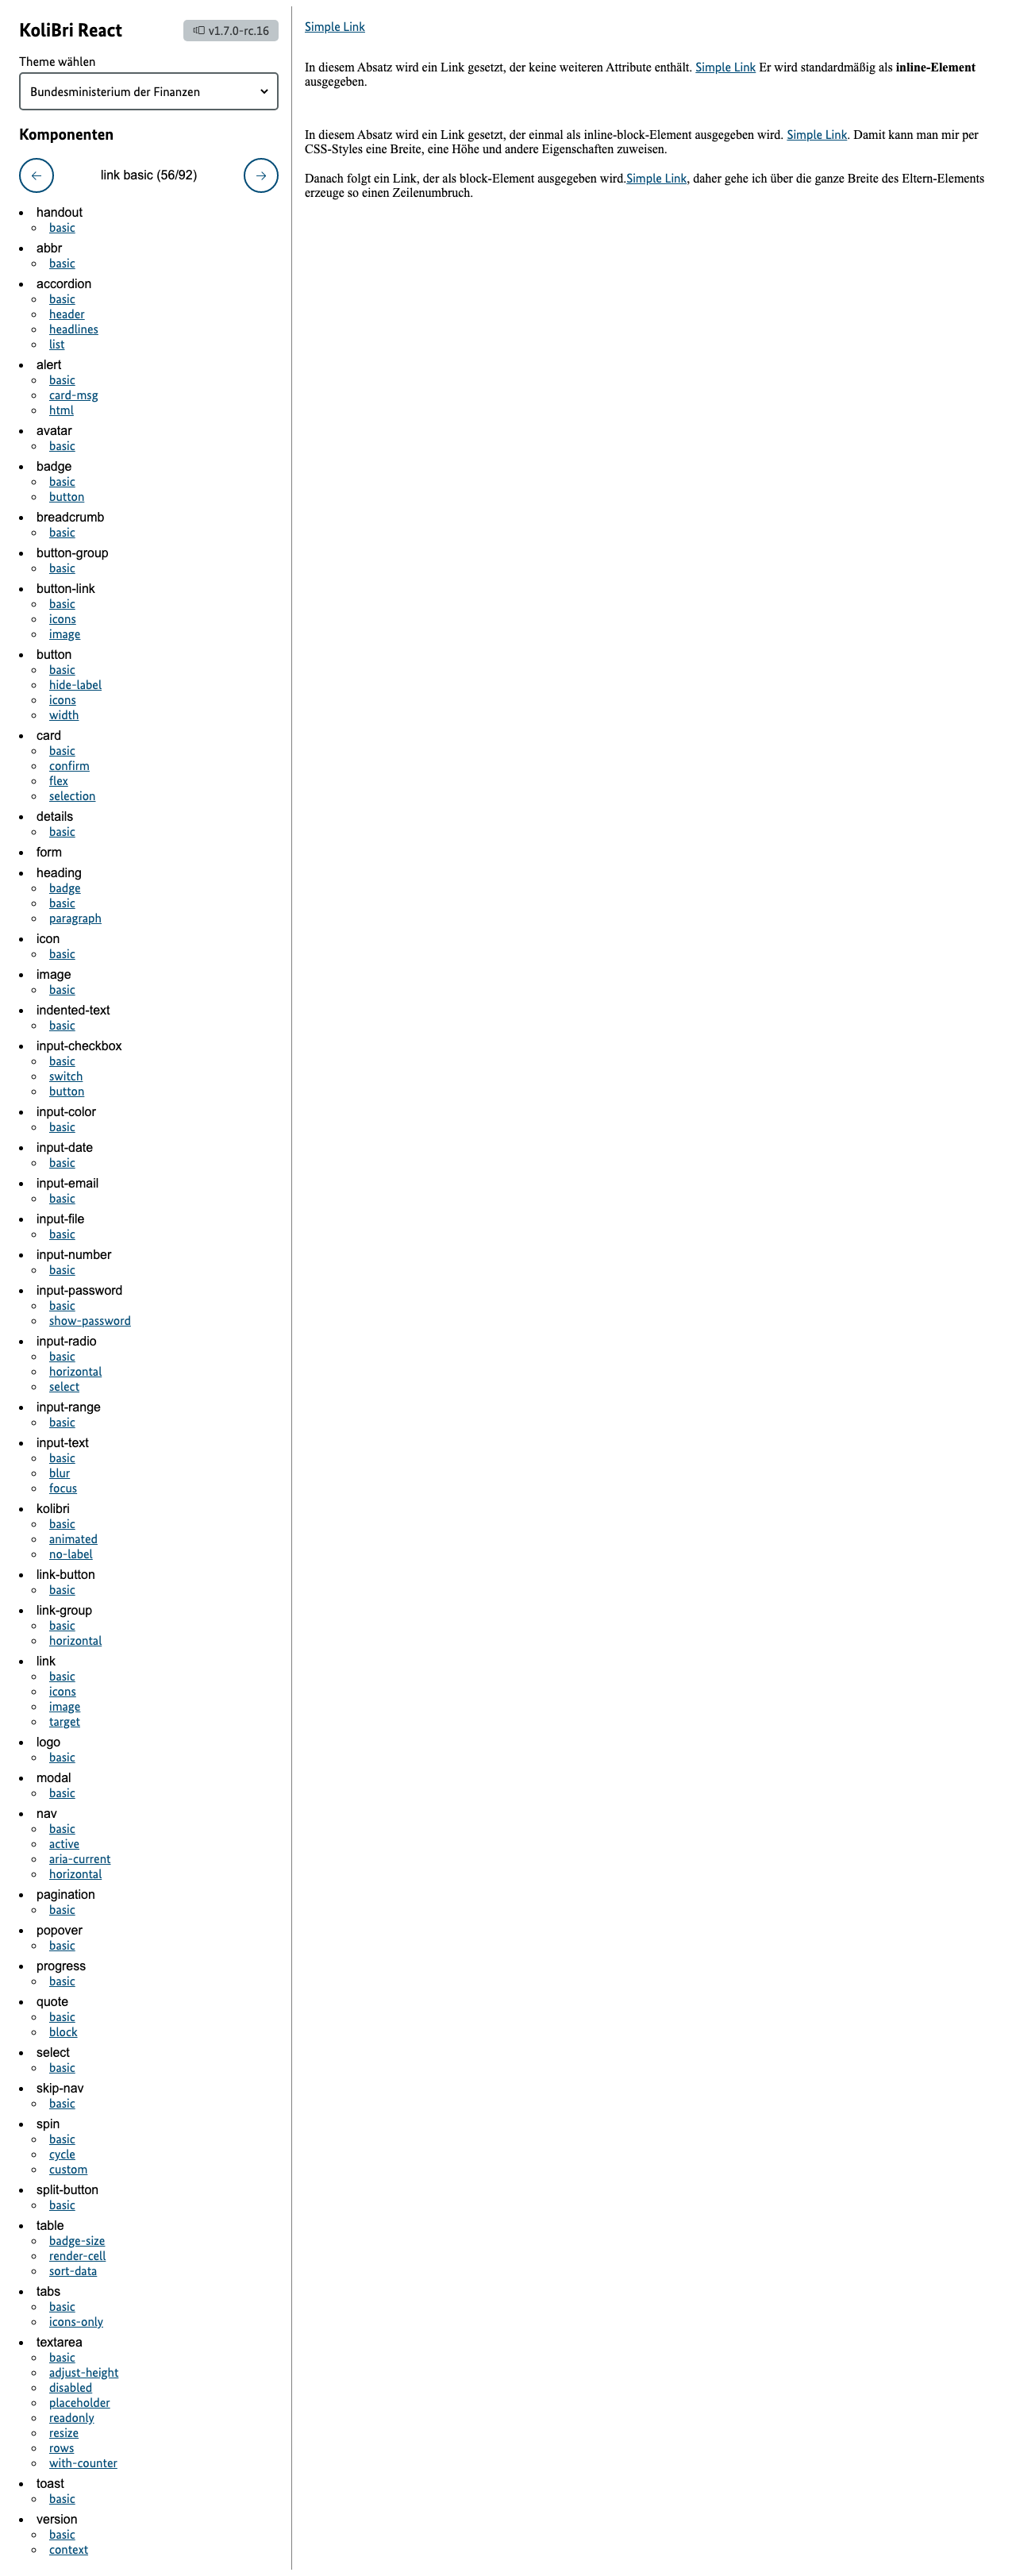 KoliBri React
v1.7.0-rc.16
Theme wählen
Bundesministerium der Finanzen
Komponenten
link basic (56/92)
handout
basic
abbr
basic
accordion
basic
header
headlines
list
alert
basic
card-msg
html
avatar
basic
badge
basic
button
breadcrumb
basic
button-group
basic
button-link
basic
icons
image
button
basic
hide-label
icons
width
card
basic
confirm
flex
selection
details
basic
form
heading
badge
basic
paragraph
icon
basic
image
basic
indented-text
basic
input-checkbox
basic
switch
button
input-color
basic
input-date
basic
input-email
basic
input-file
basic
input-number
basic
input-password
basic
show-password
input-radio
basic
horizontal
select
input-range
basic
input-text
basic
blur
focus
kolibri
basic
animated
no-label
link-button
basic
link-group
basic
horizontal
link
basic
icons
image
target
logo
basic
modal
basic
nav
basic
active
aria-current
horizontal
pagination
basic
popover
basic
progress
basic
quote
basic
block
select
basic
skip-nav
basic
spin
basic
cycle
custom
split-button
basic
table
badge-size
render-cell
sort-data
tabs
basic
icons-only
textarea
basic
adjust-height
disabled
placeholder
readonly
resize
rows
with-counter
toast
basic
version
basic
context
Simple Link
In diesem Absatz wird ein Link gesetzt, der keine weiteren Attribute enthält. Simple Link Er wird standardmäßig als inline-Element
ausgegeben.
In diesem Absatz wird ein Link gesetzt, der einmal als inline-block-Element ausgegeben wird. Simple Link. Damit kann man mir per
CSS-Styles eine Breite, eine Höhe und andere Eigenschaften zuweisen.
Danach folgt ein Link, der als block-Element ausgegeben wird.Simple Link, daher gehe ich über die ganze Breite des Eltern-Elements
erzeuge so einen Zeilenumbruch.